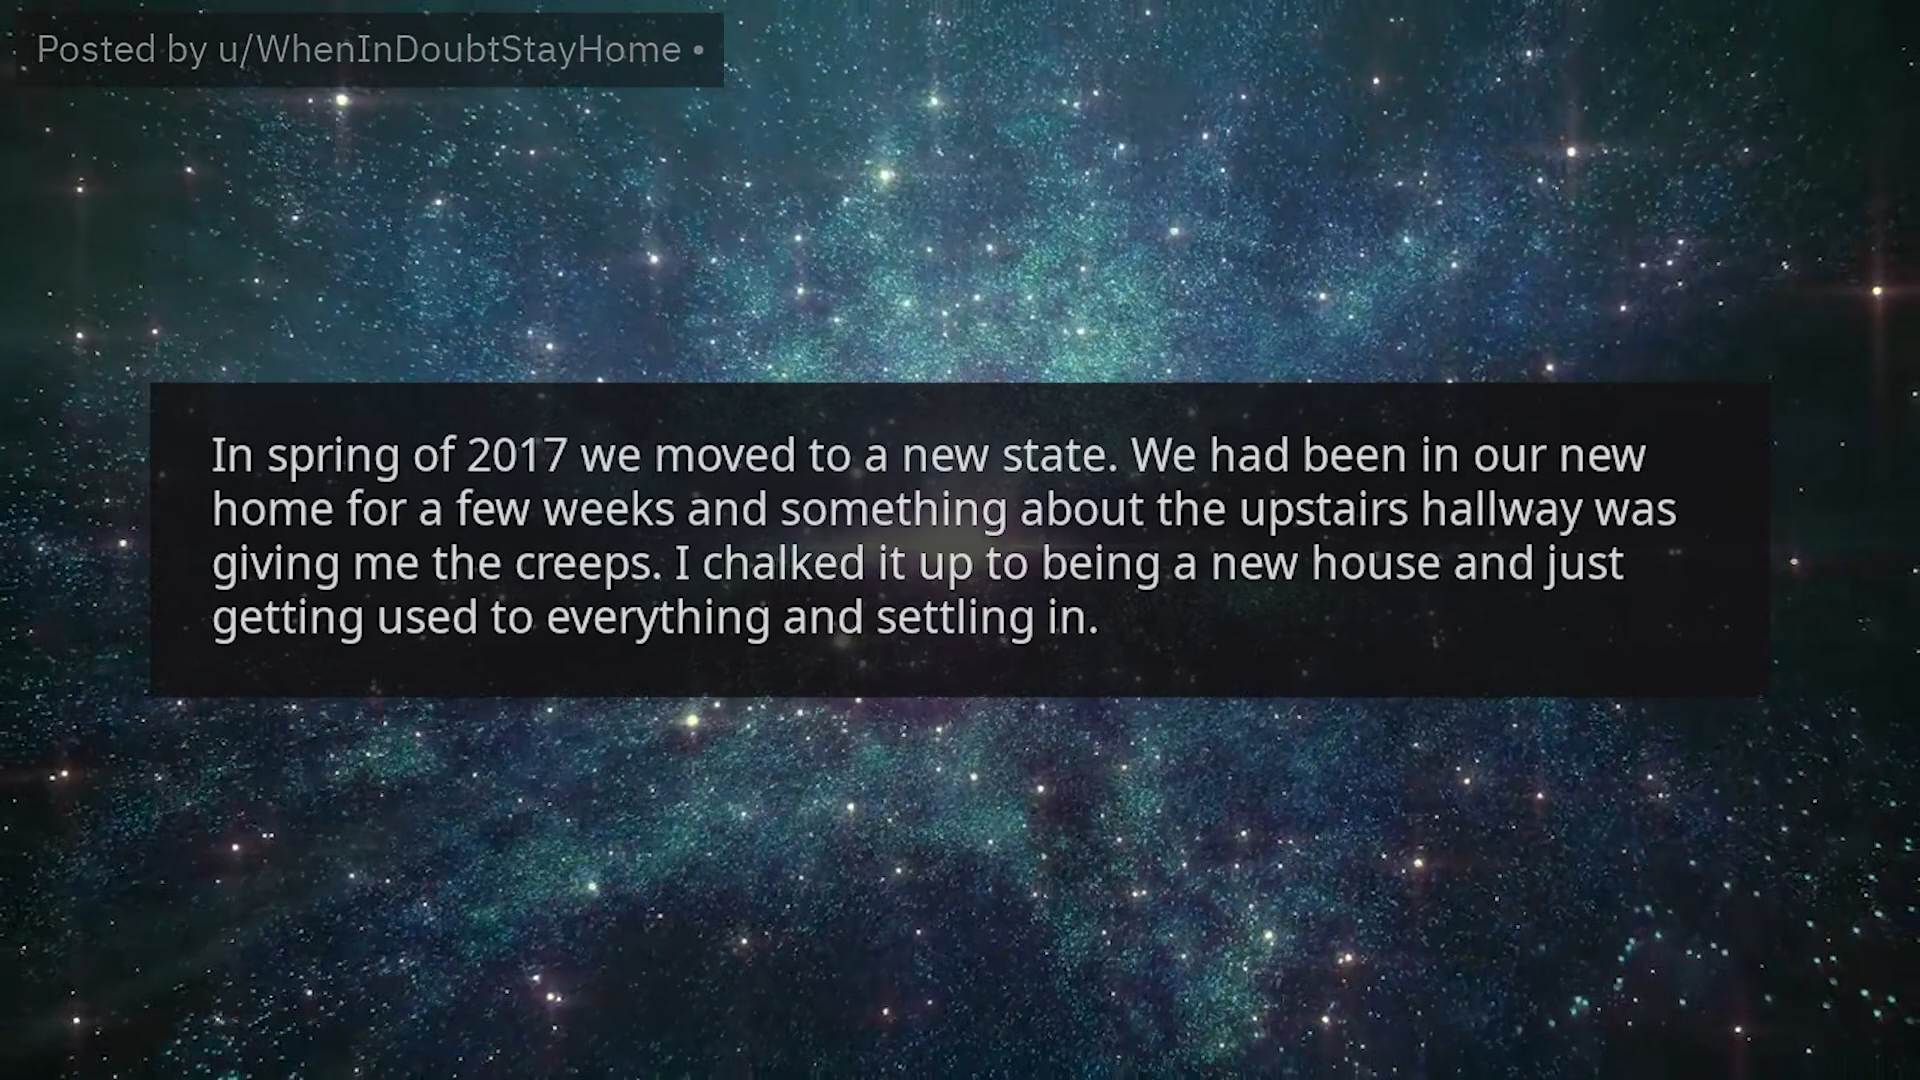 Posted by u/WhenInDoubtStayHome •
In spring of 2017 we moved to a new state. We had been in our new
home for a few weeks and something about the upstairs hallway was
giving me the creeps. I chalked it up to being a new house and just
getting used to everything and settling in.